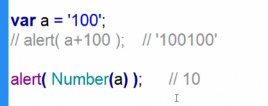 var a = '100';
// alert( a+100 );    // '100100'
alert( Number(a) );    // 10